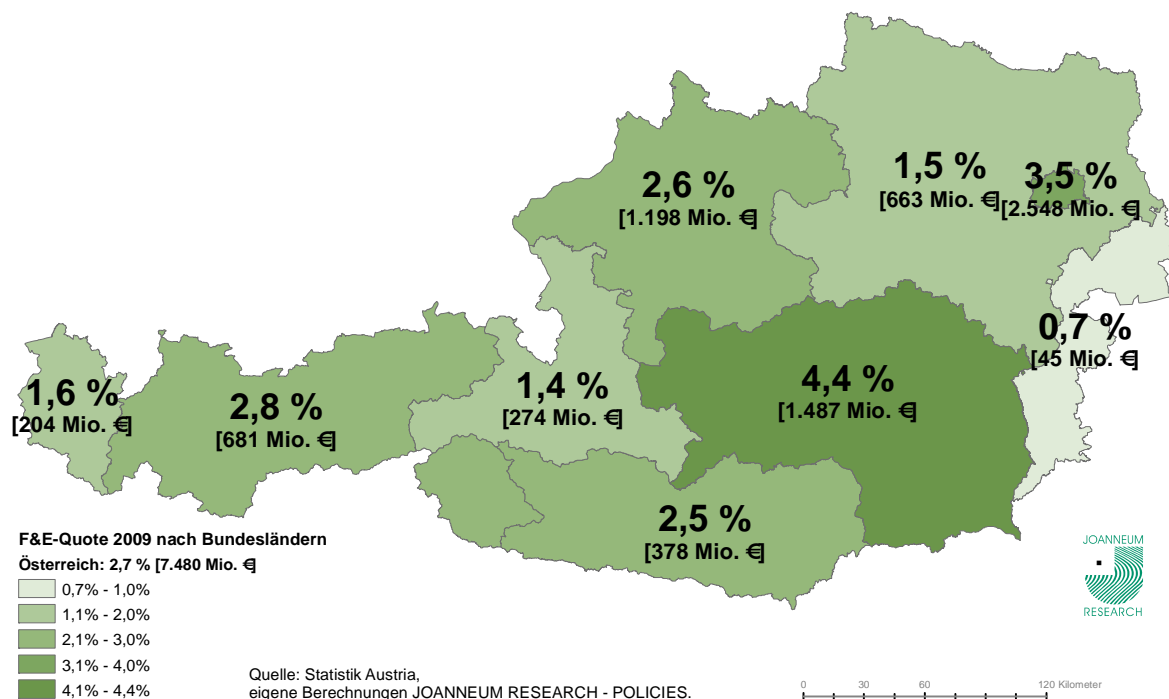 2,6 %
[1.198 Mio. €]
1,5 %
[663 Mio. €]
3,5 %
[2.548 Mio. €]
0,7 %
[45 Mio. €]
1,6 %
[204 Mio. €]
2,8 %
[681 Mio. €]
1,4 %
[274 Mio. €]
4,4 %
[1.487 Mio. €]
2,5 %
[378 Mio. €]
F&E-Quote 2009 nach Bundesländern
Österreich: 2,7 % [7.480 Mio. €]
0,7% - 1,0%
1,1% - 2,0%
2,1% - 3,0%
3,1% - 4,0%
4,1% - 4,4%
Quelle: Statistik Austria,
eigene Berechnungen JOANNEUM RESEARCH - POLICIES.
JOANNEUM
RESEARCH
0 30 60 120 Kilometer